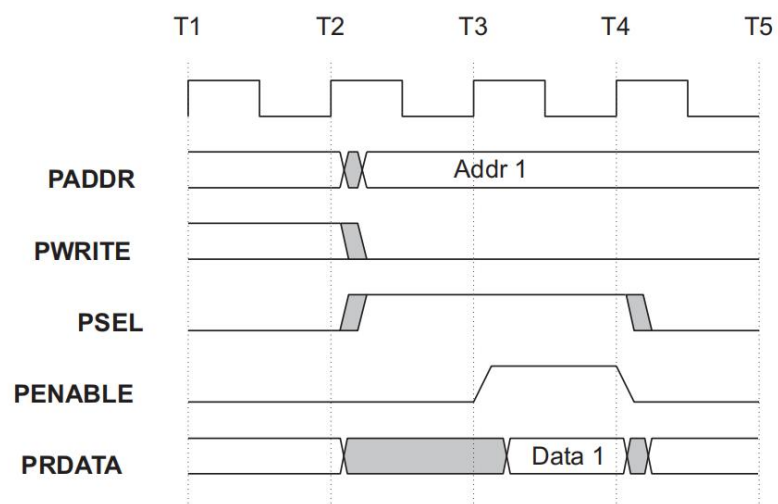 T1 T2 T3 T4 T5
PADDR Addr 1
PWRITE
PSEL
PENABLE
PRDATA Data 1